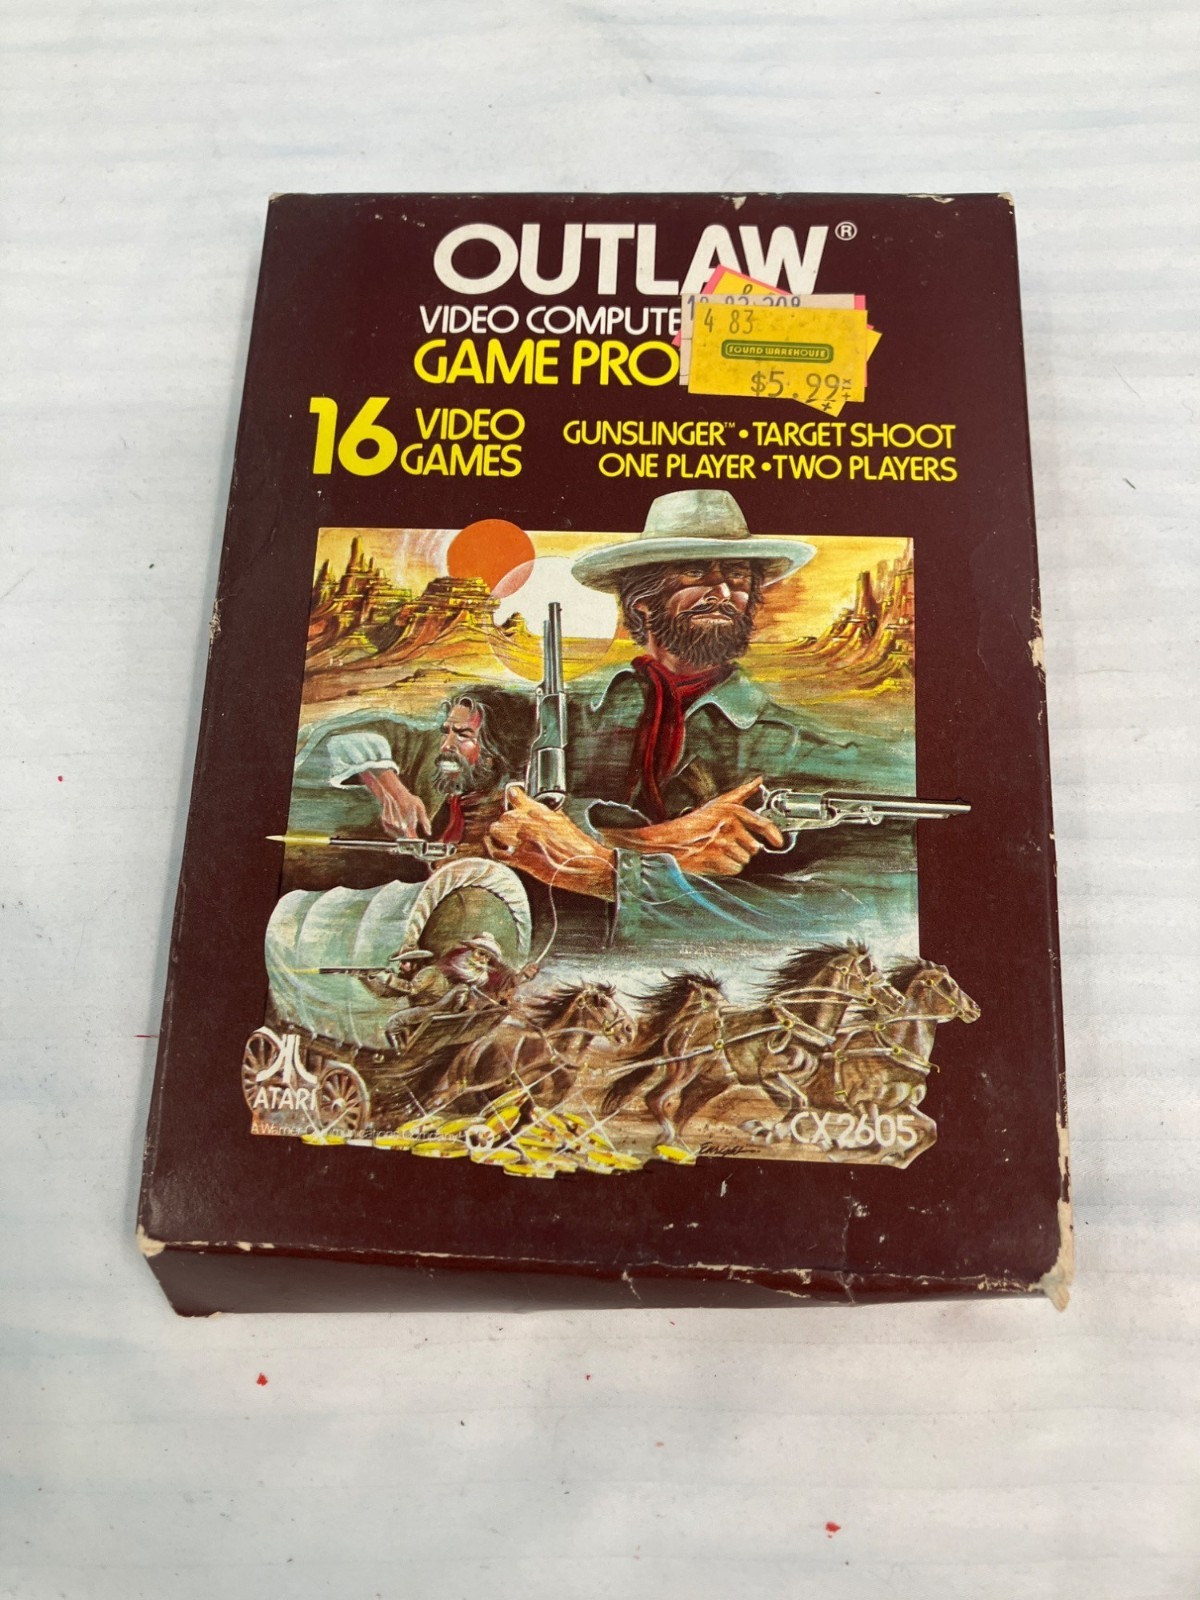 OUTLAW®
VIDEO COMPUTE
GAME PRO
4 83
SOUND WAREHOUSE
$5.99
16 VIDEO GAMES
GUNSLINGER™ • TARGET SHOOT
ONE PLAYER • TWO PLAYERS
ATARI
CX2605